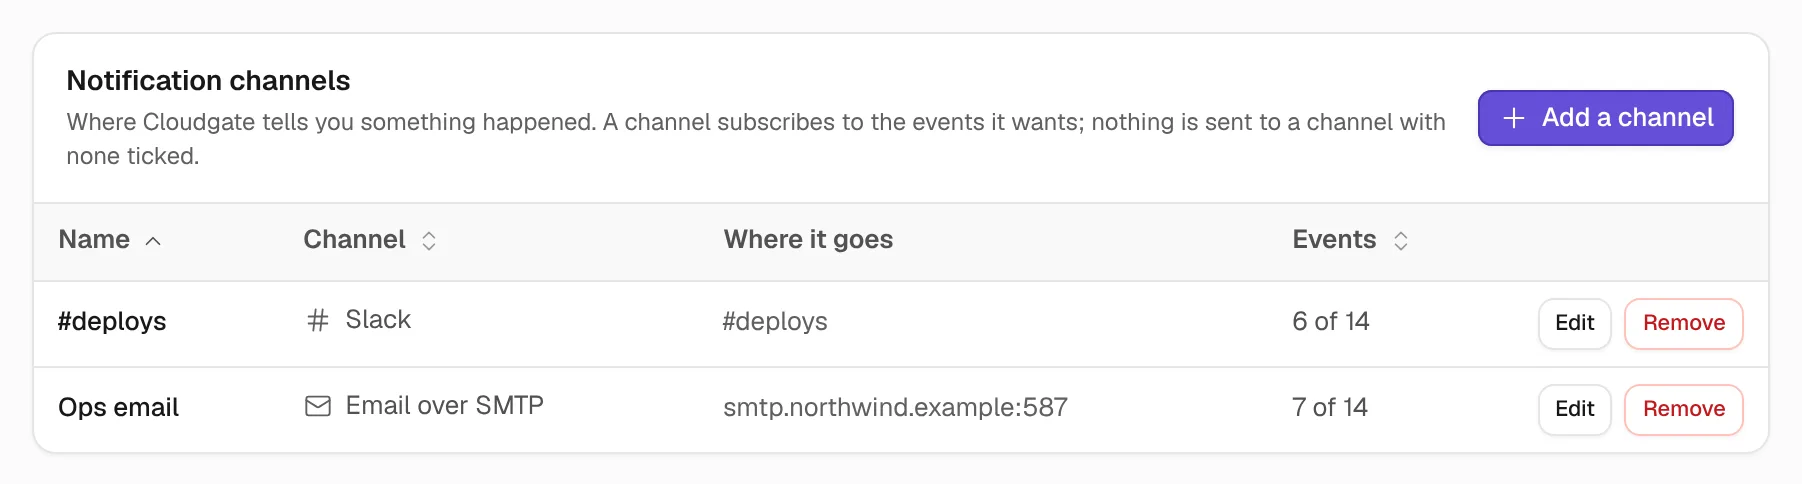 Notification channels
Where Cloudgate tells you something happened. A channel subscribes to the events it wants; nothing is sent to a channel with
none ticked.
+ Add a channel
Name Channel Where it goes Events
#deploys # Slack #deploys 6 of 14 Edit Remove
Ops email Email over SMTP smtp.northwind.example:587 7 of 14 Edit Remove